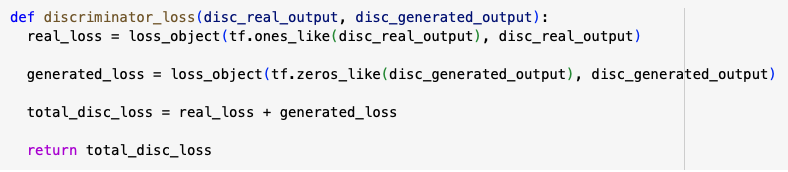 def discriminator_loss(disc_real_output, disc_generated_output):
  real_loss = loss_object(tf.ones_like(disc_real_output), disc_real_output)
  generated_loss = loss_object(tf.zeros_like(disc_generated_output), disc_generated_output)
  total_disc_loss = real_loss + generated_loss
  return total_disc_loss